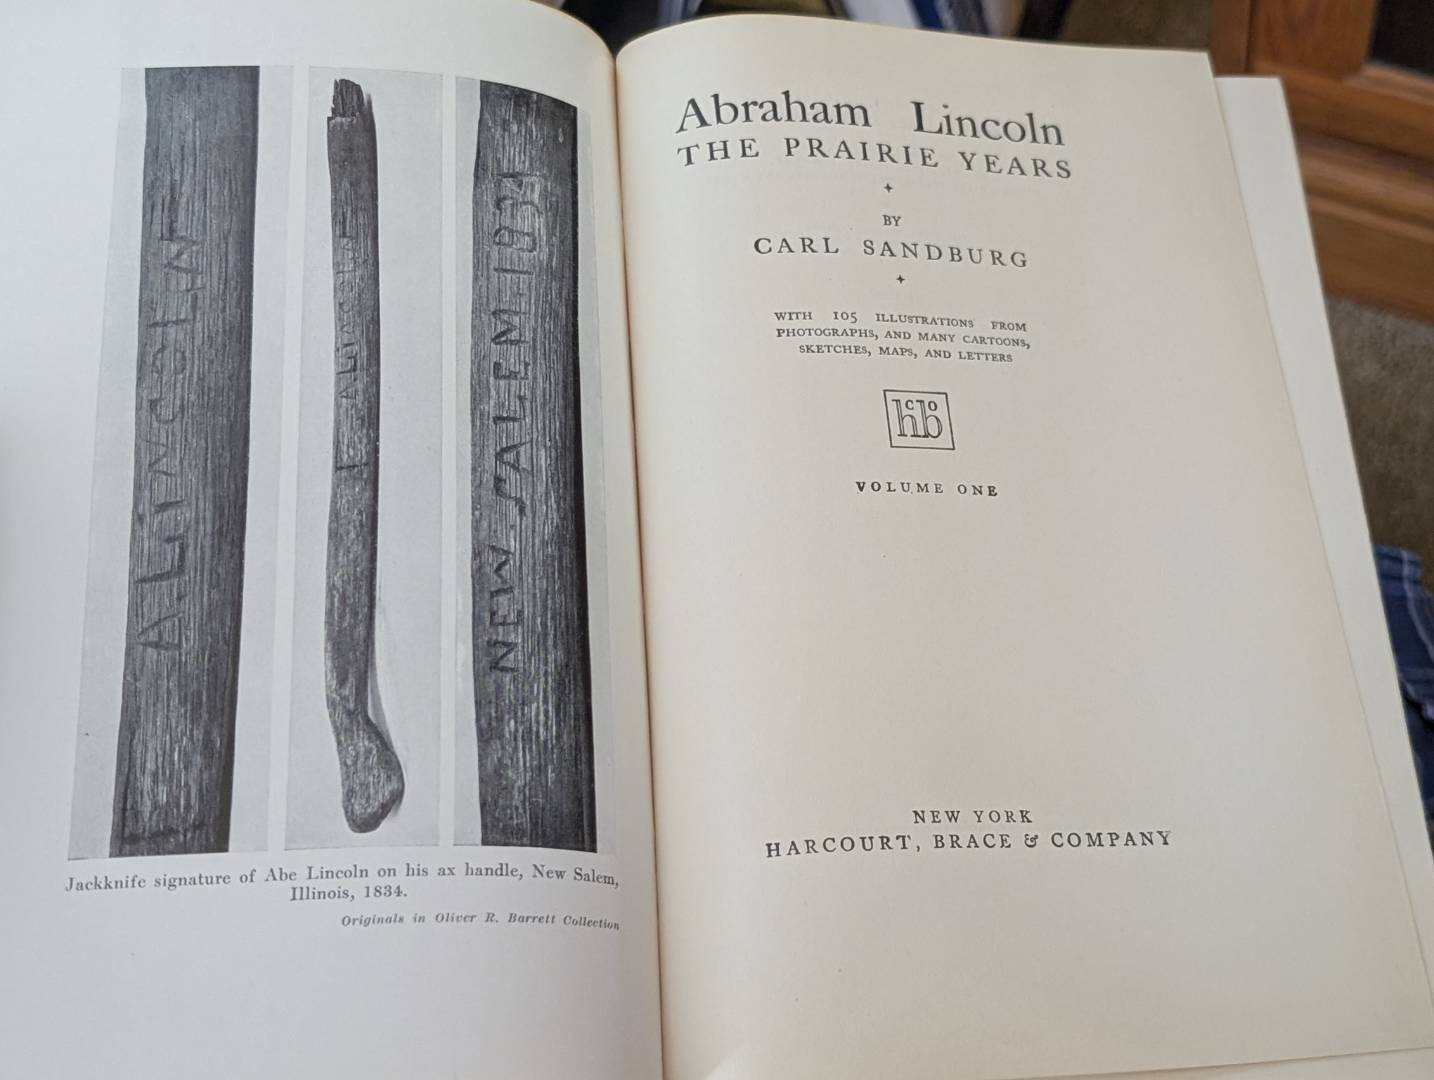 A. LINCOLN
A LINCOLN
NEW SALEM 1834
Jackknife signature of Abe Lincoln on his ax handle, New Salem,
Illinois, 1834.
Originals in Oliver R. Barrett Collection
Abraham Lincoln
THE PRAIRIE YEARS
BY
CARL SANDBURG
WITH 105 ILLUSTRATIONS FROM
PHOTOGRAPHS, AND MANY CARTOONS,
SKETCHES, MAPS, AND LETTERS
hb co
VOLUME ONE
NEW YORK
HARCOURT, BRACE & COMPANY